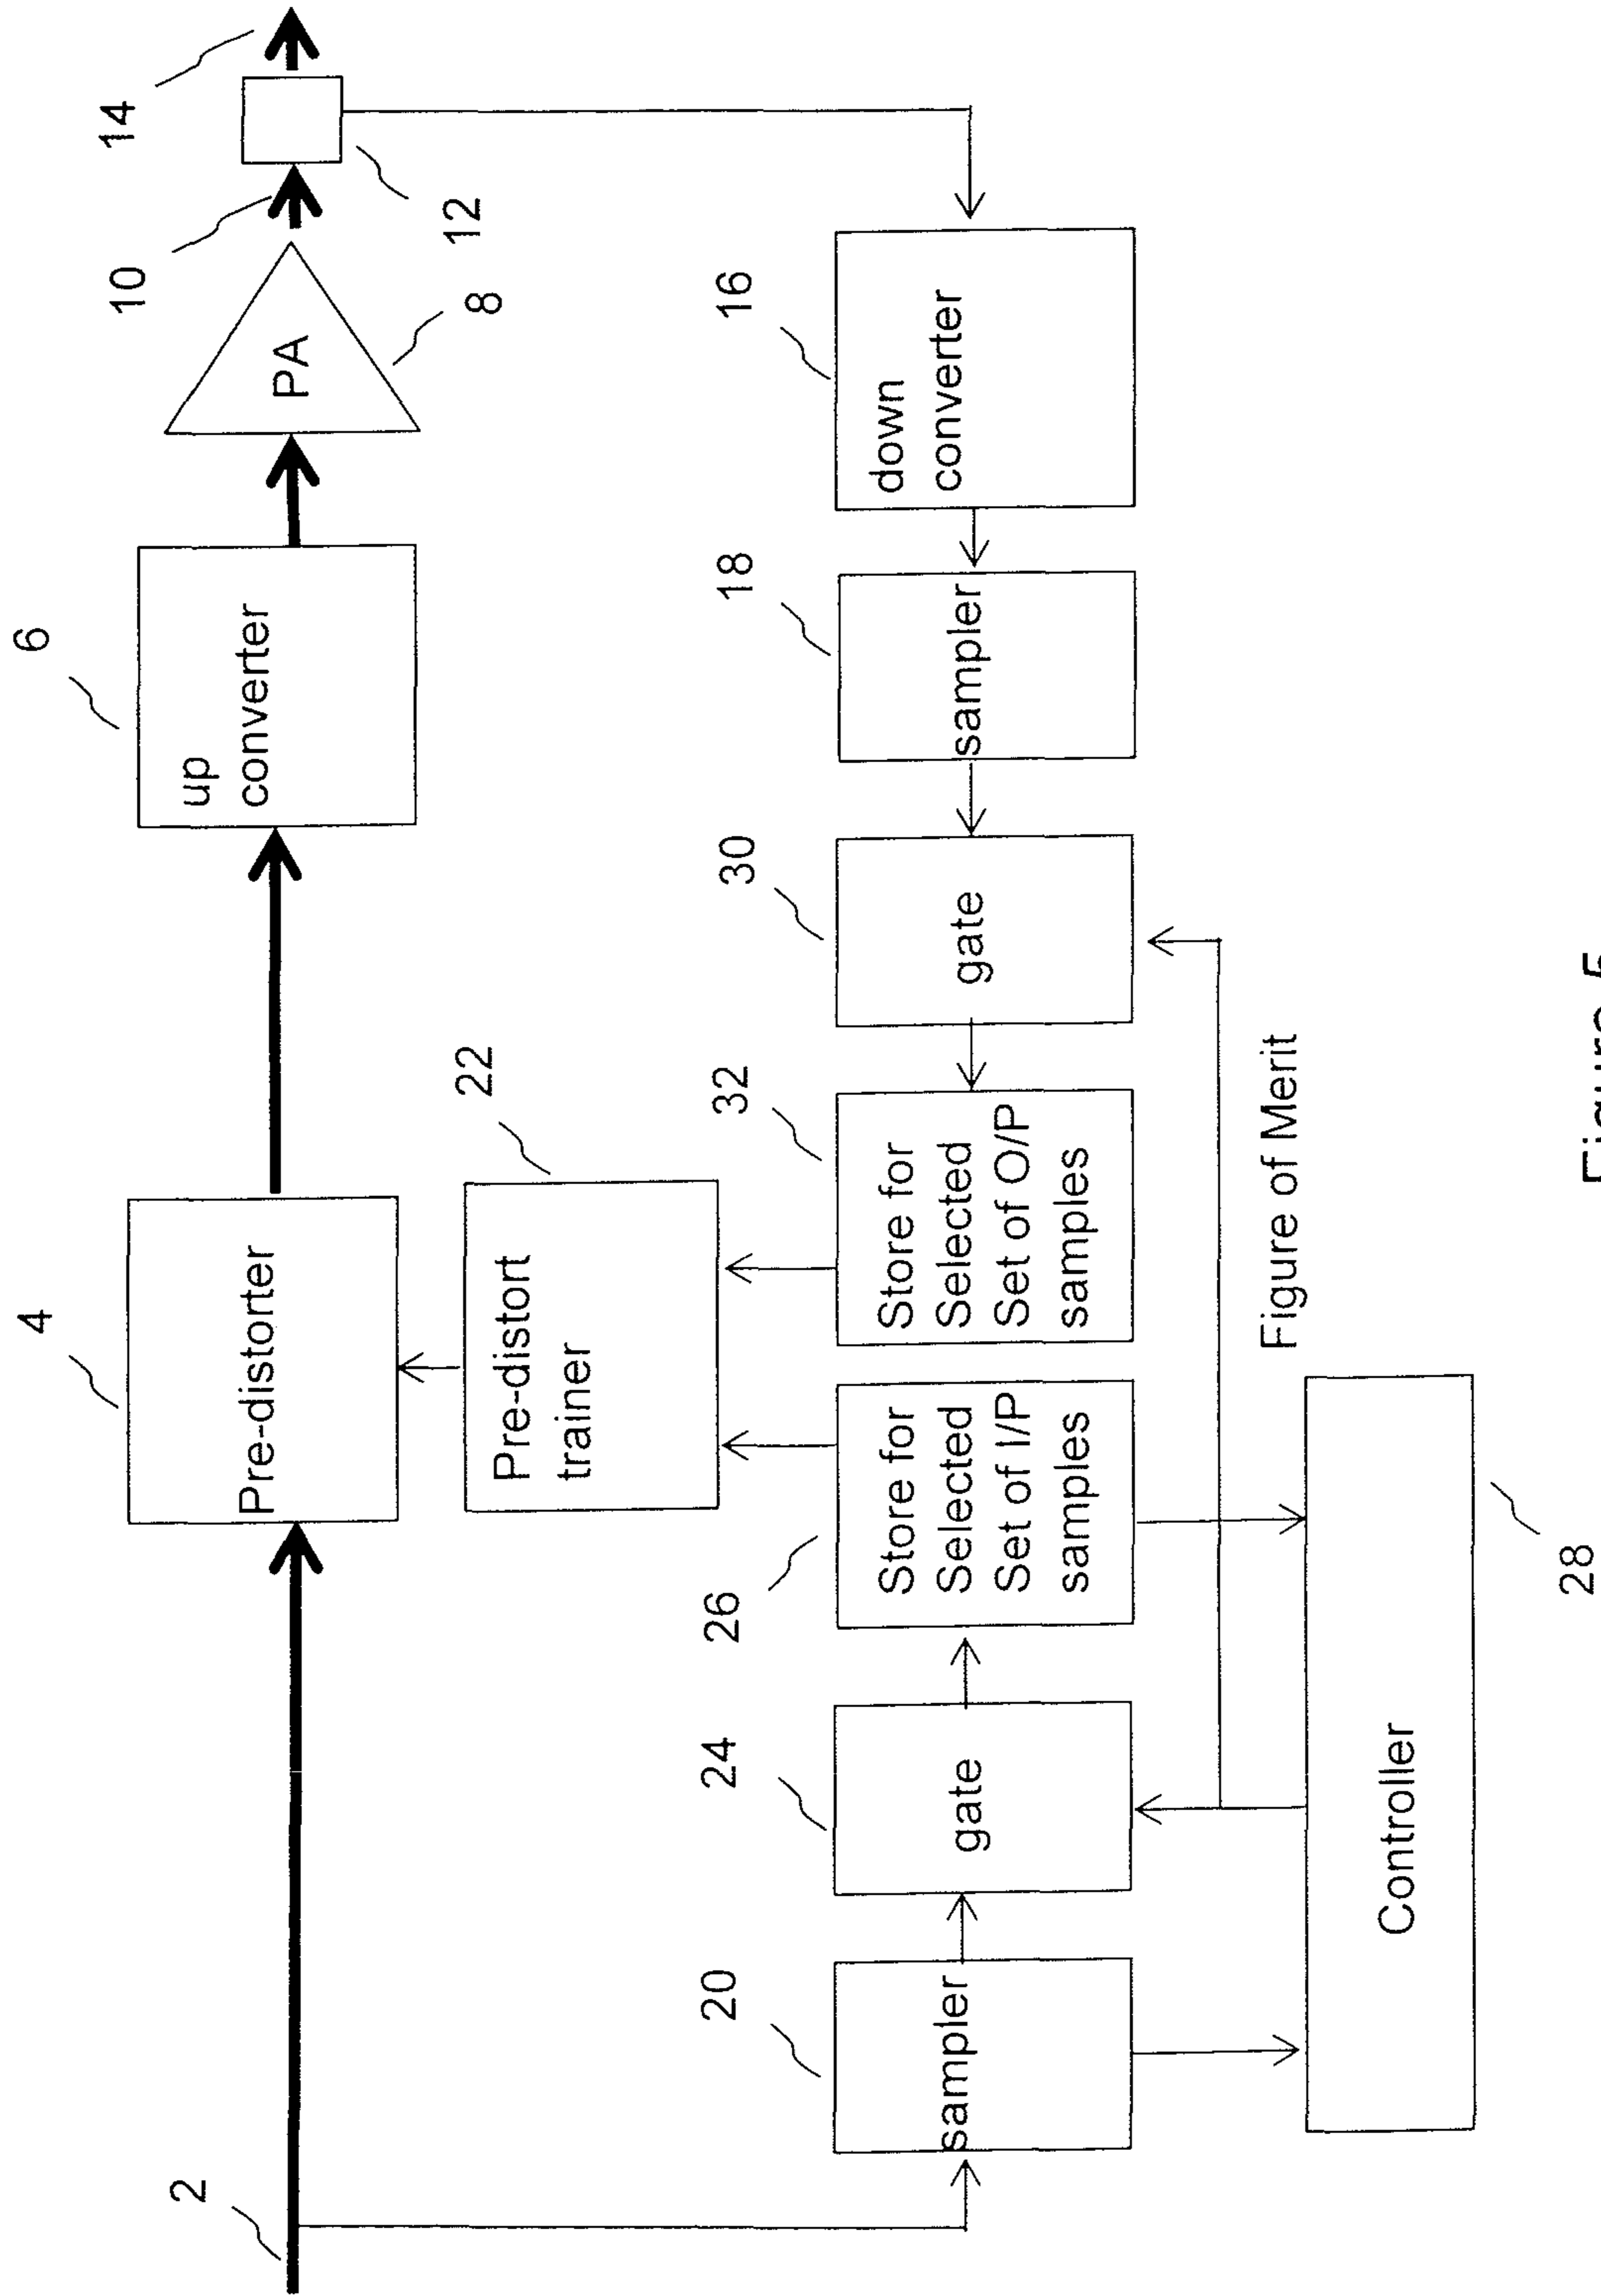 2
4
Pre-distorter
6
up
converter
PA
8
10
12
14
22
Pre-distort
trainer
20
sampler
24
gate
26
Store for
Selected
Set of I/P
samples
32
Store for
Selected
Set of O/P
samples
30
gate
18
sampler
16
down
converter
Figure of Merit
Controller
28
Figure 5